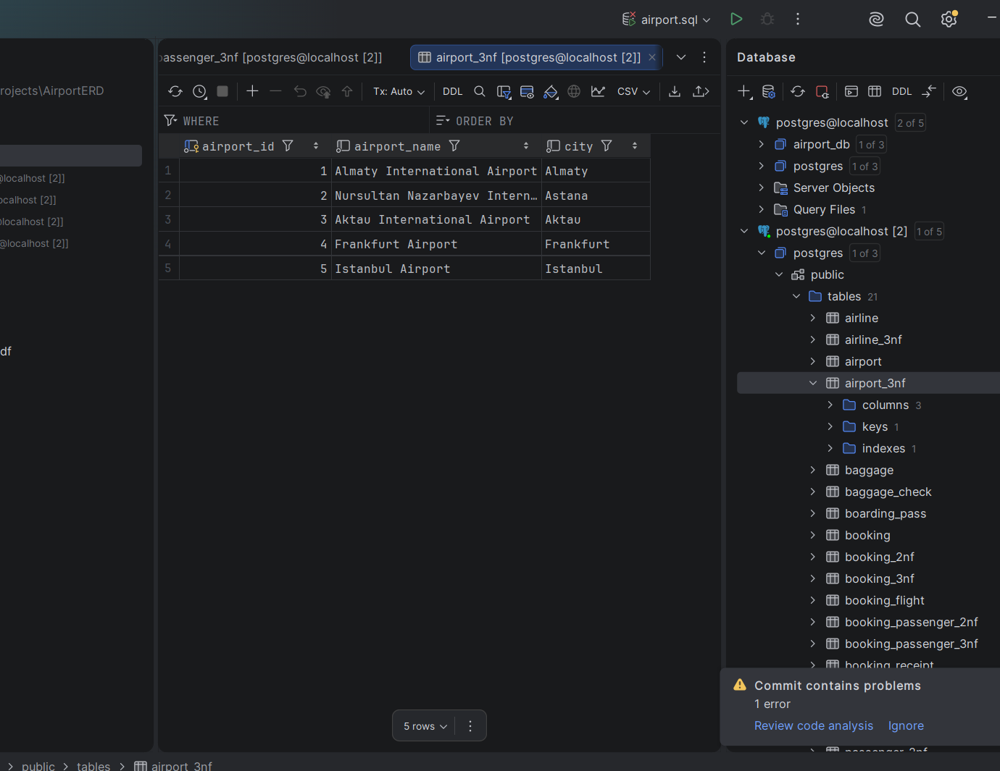 airport.sql
passenger_3nf [postgres@localhost [2]]
airport_3nf [postgres@localhost [2]]
Database
rojects\AirportERD
Tx: Auto
DDL
CSV
DDL
WHERE
ORDER BY
airport_id
airport_name
city
1 1 Almaty International Airport Almaty
2 2 Nursultan Nazarbayev Intern… Astana
3 3 Aktau International Airport Aktau
4 4 Frankfurt Airport Frankfurt
5 5 Istanbul Airport Istanbul
@localhost [2]]
ocalhost [2]]
localhost [2]]
@localhost [2]]
df
postgres@localhost 2 of 5
airport_db 1 of 3
postgres 1 of 3
Server Objects
Query Files 1
postgres@localhost [2] 1 of 5
postgres 1 of 3
public
tables 21
airline
airline_3nf
airport
airport_3nf
columns 3
keys 1
indexes 1
baggage
baggage_check
boarding_pass
booking
booking_2nf
booking_3nf
booking_flight
booking_passenger_2nf
booking_passenger_3nf
booking_receipt
Commit contains problems
1 error
Review code analysis Ignore
passenger_2nf
5 rows
public
tables
airport_3nf